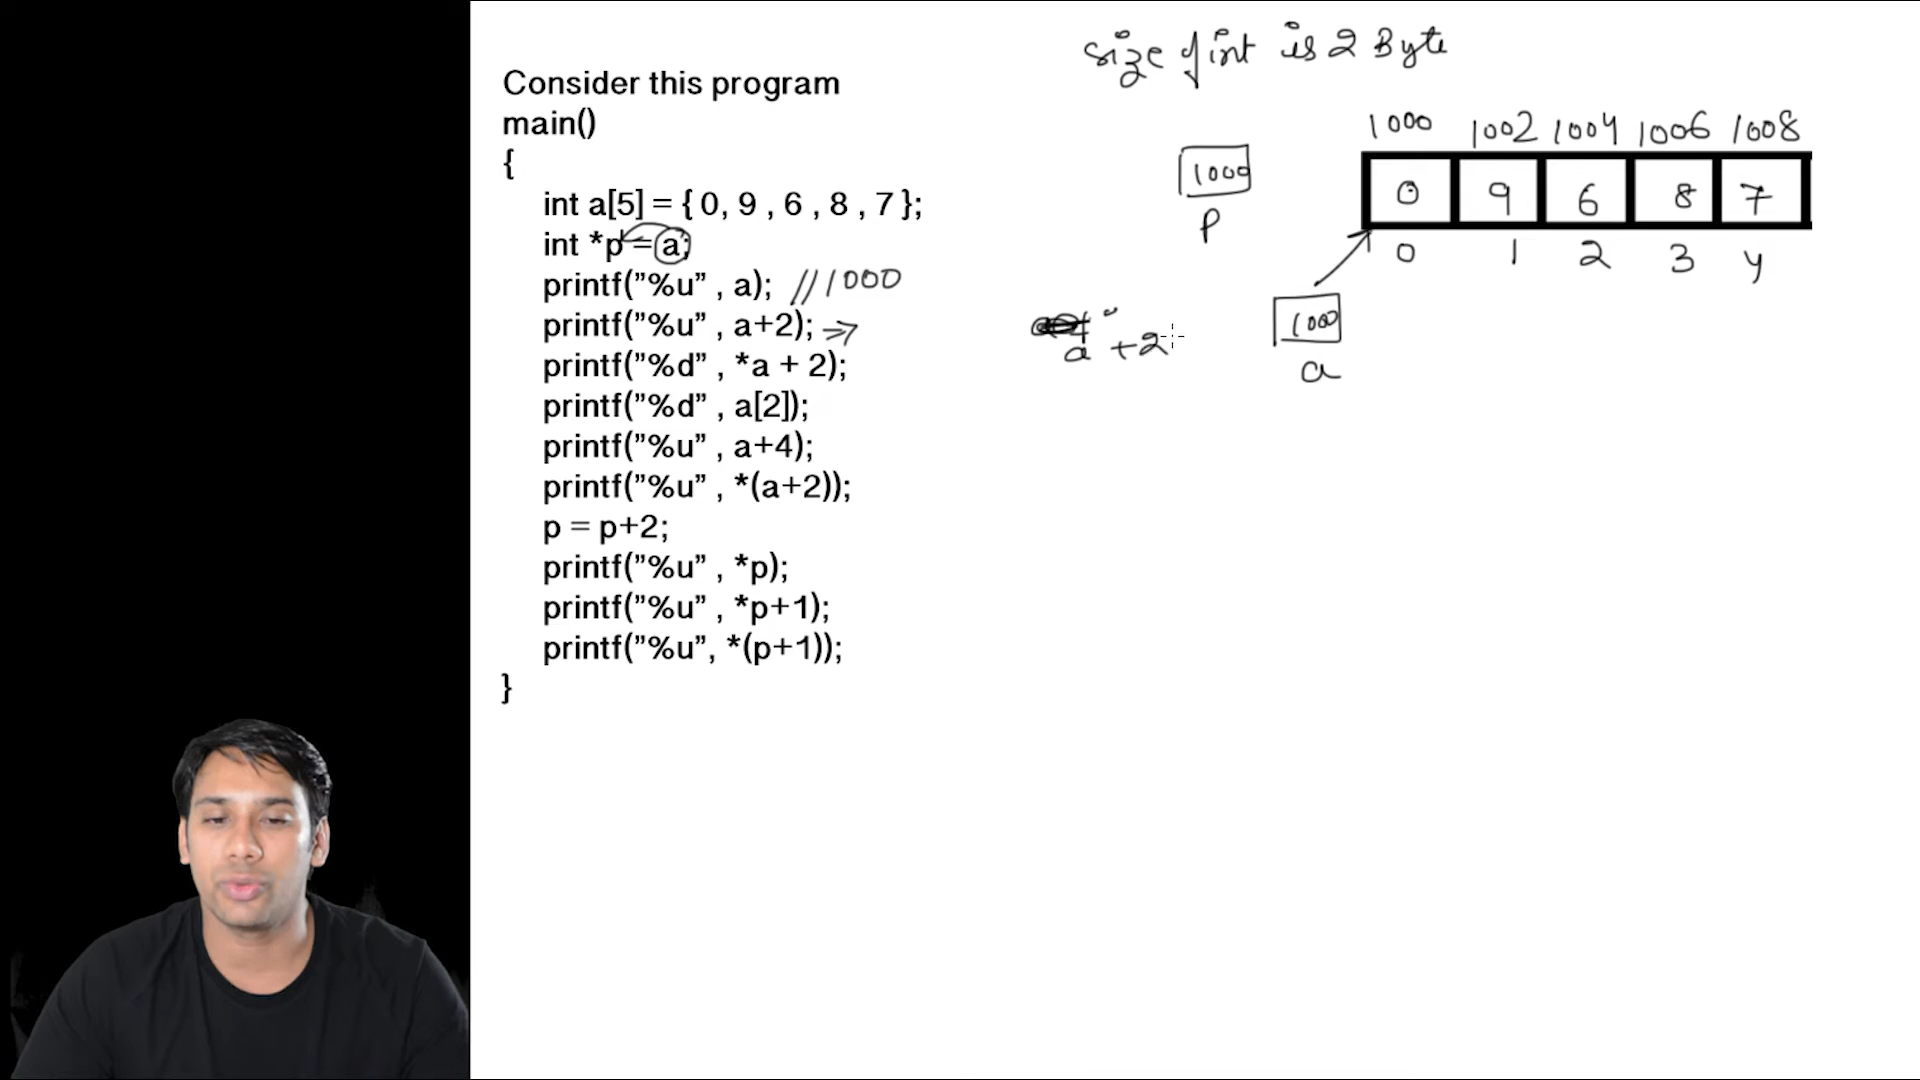 size of int is 2 Byte
Consider this program
main()
{
int a[5] = { 0, 9 , 6 , 8 , 7 };
int *p = a;
printf("%u" , a); //1000
printf("%u" , a+2); ⇒
printf("%d" , *a + 2);
printf("%d" , a[2]);
printf("%u" , a+4);
printf("%u" , *(a+2));
p = p+2;
printf("%u" , *p);
printf("%u" , *p+1);
printf("%u", *(p+1));
}
1000 1002 1004 1006 1008
0 9 6 8 7
0 1 2 3 4
1000
p
a +2
1000
a